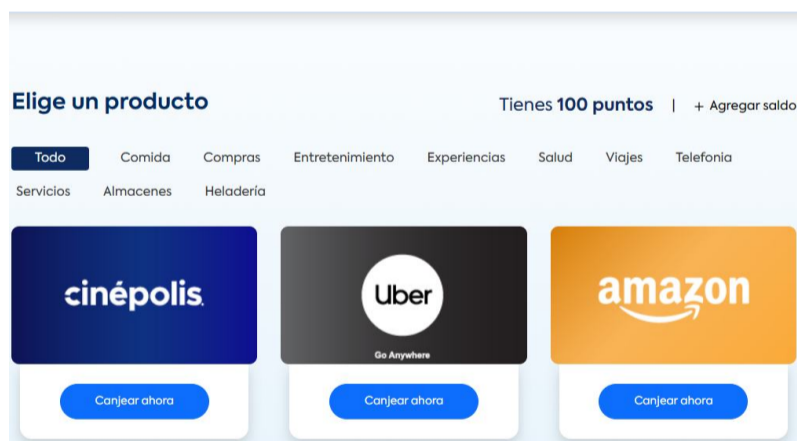 Elige un producto
Tienes 100 puntos | + Agregar saldo
Todo Comida Compras Entretenimiento Experiencias Salud Viajes Telefonia
Servicios Almacenes Heladería
cinépolis
Uber
Go Anywhere
amazon
Canjear ahora Canjear ahora Canjear ahora